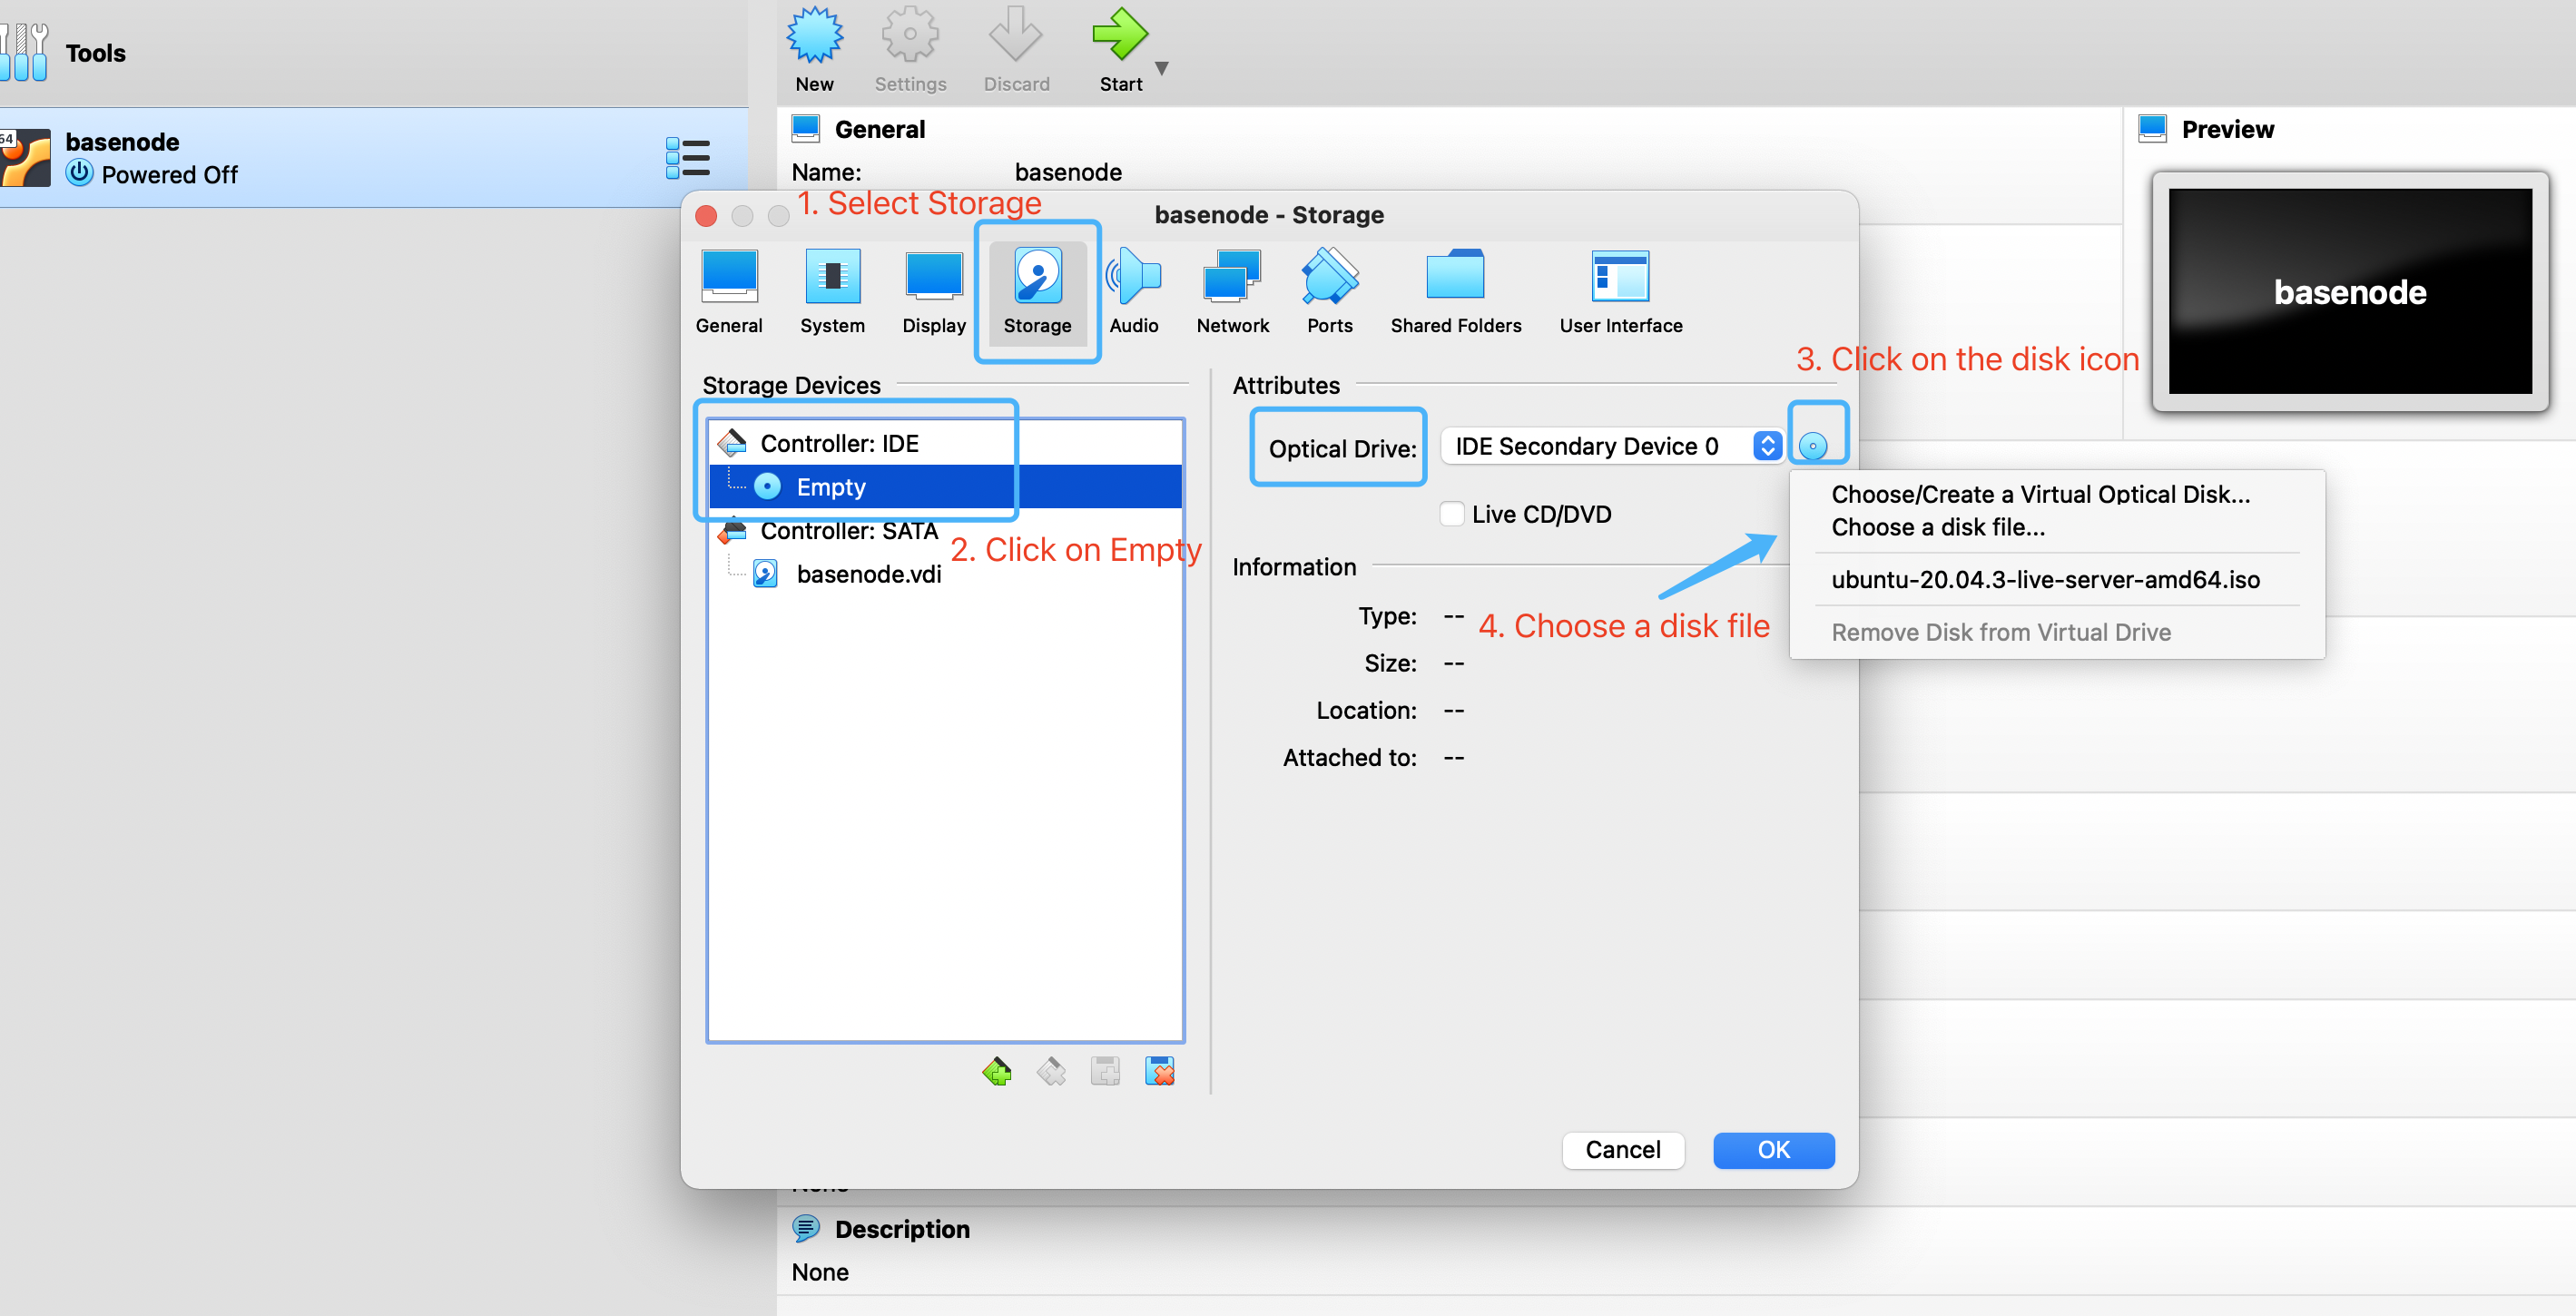 Tools
New
Settings
Discard
Start
64
basenode
Powered Off
General
Name: basenode
Preview
basenode
1. Select Storage
basenode - Storage
General
System
Display
Storage
Audio
Network
Ports
Shared Folders
User Interface
3. Click on the disk icon
Storage Devices
Controller: IDE
Empty
Controller: SATA
basenode.vdi
2. Click on Empty
Attributes
Optical Drive: IDE Secondary Device 0
Live CD/DVD
Information
Type: --
Size: --
Location: --
Attached to: --
4. Choose a disk file
Choose/Create a Virtual Optical Disk...
Choose a disk file...
ubuntu-20.04.3-live-server-amd64.iso
Remove Disk from Virtual Drive
Cancel
OK
Description
None